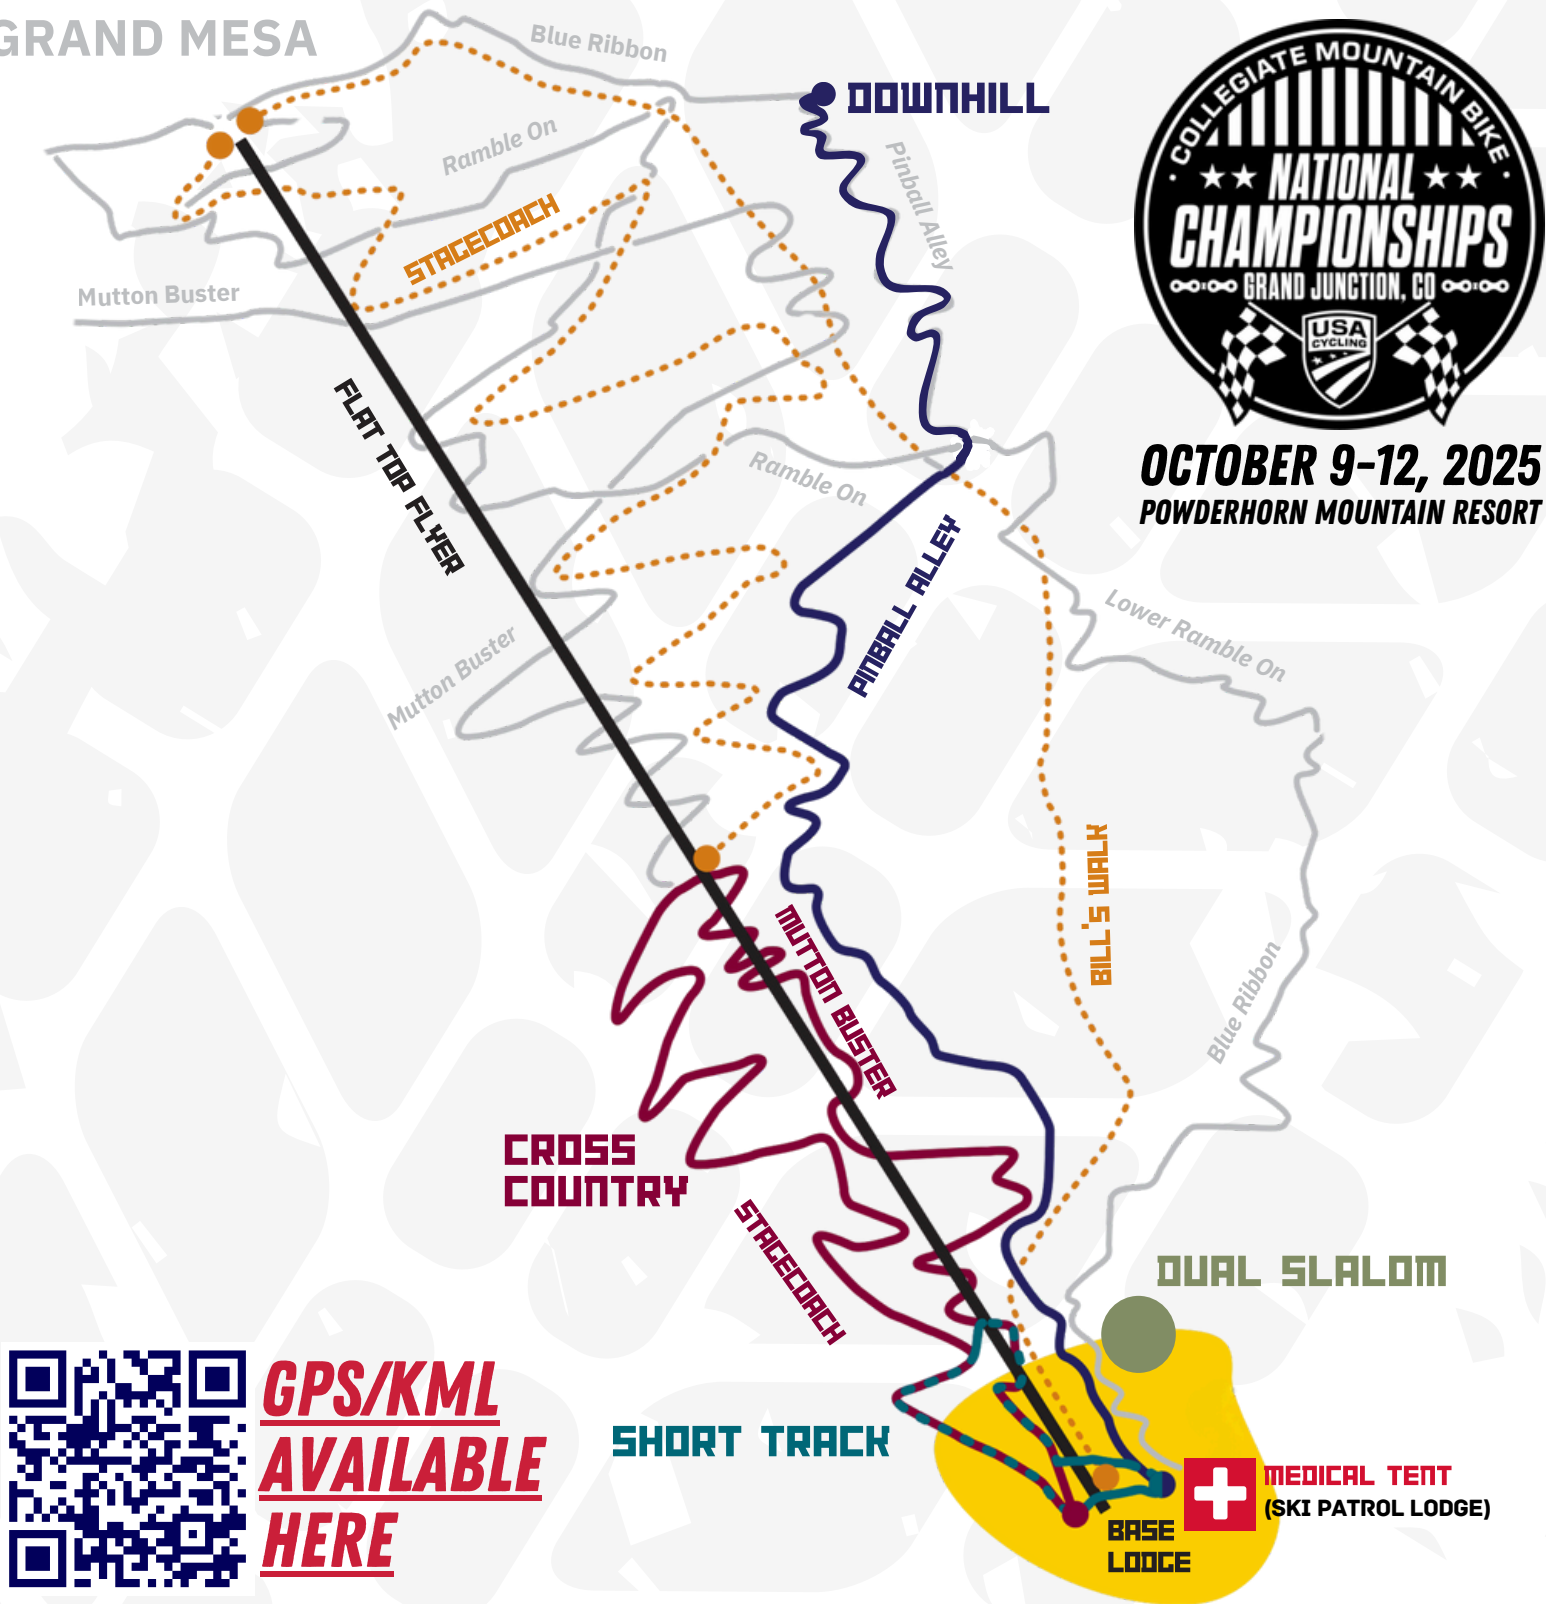 GRAND MESA
Blue Ribbon
DOWNHILL
COLLEGIATE MOUNTAIN BIKE
NATIONAL
CHAMPIONSHIPS
GRAND JUNCTION, CO
USA
CYCLING
OCTOBER 9-12, 2025
POWDERHORN MOUNTAIN RESORT
Ramble On
Pinball Alley
STAGECOACH
Mutton Buster
FLAT TOP FLYER
Ramble On
PINBALL ALLEY
Lower Ramble On
Mutton Buster
BILL'S WALK
MUTTON BUSTER
Blue Ribbon
CROSS
COUNTRY
STAGECOACH
DUAL SLALOM
GPS/KML
AVAILABLE
HERE
SHORT TRACK
MEDICAL TENT
(SKI PATROL LODGE)
BASE
LODGE